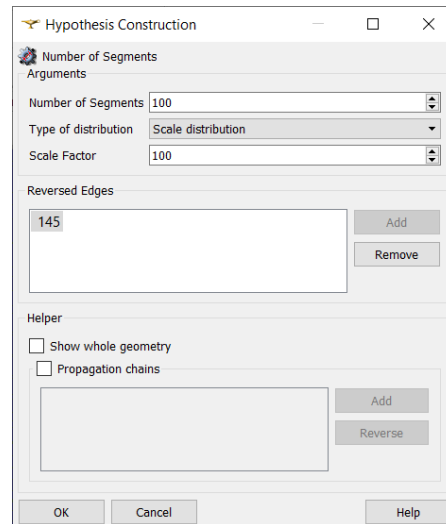 Hypothesis Construction
Number of Segments
Arguments
Number of Segments 100
Type of distribution Scale distribution
Scale Factor 100
Reversed Edges
145
Add
Remove
Helper
Show whole geometry
Propagation chains
Add
Reverse
OK Cancel Help